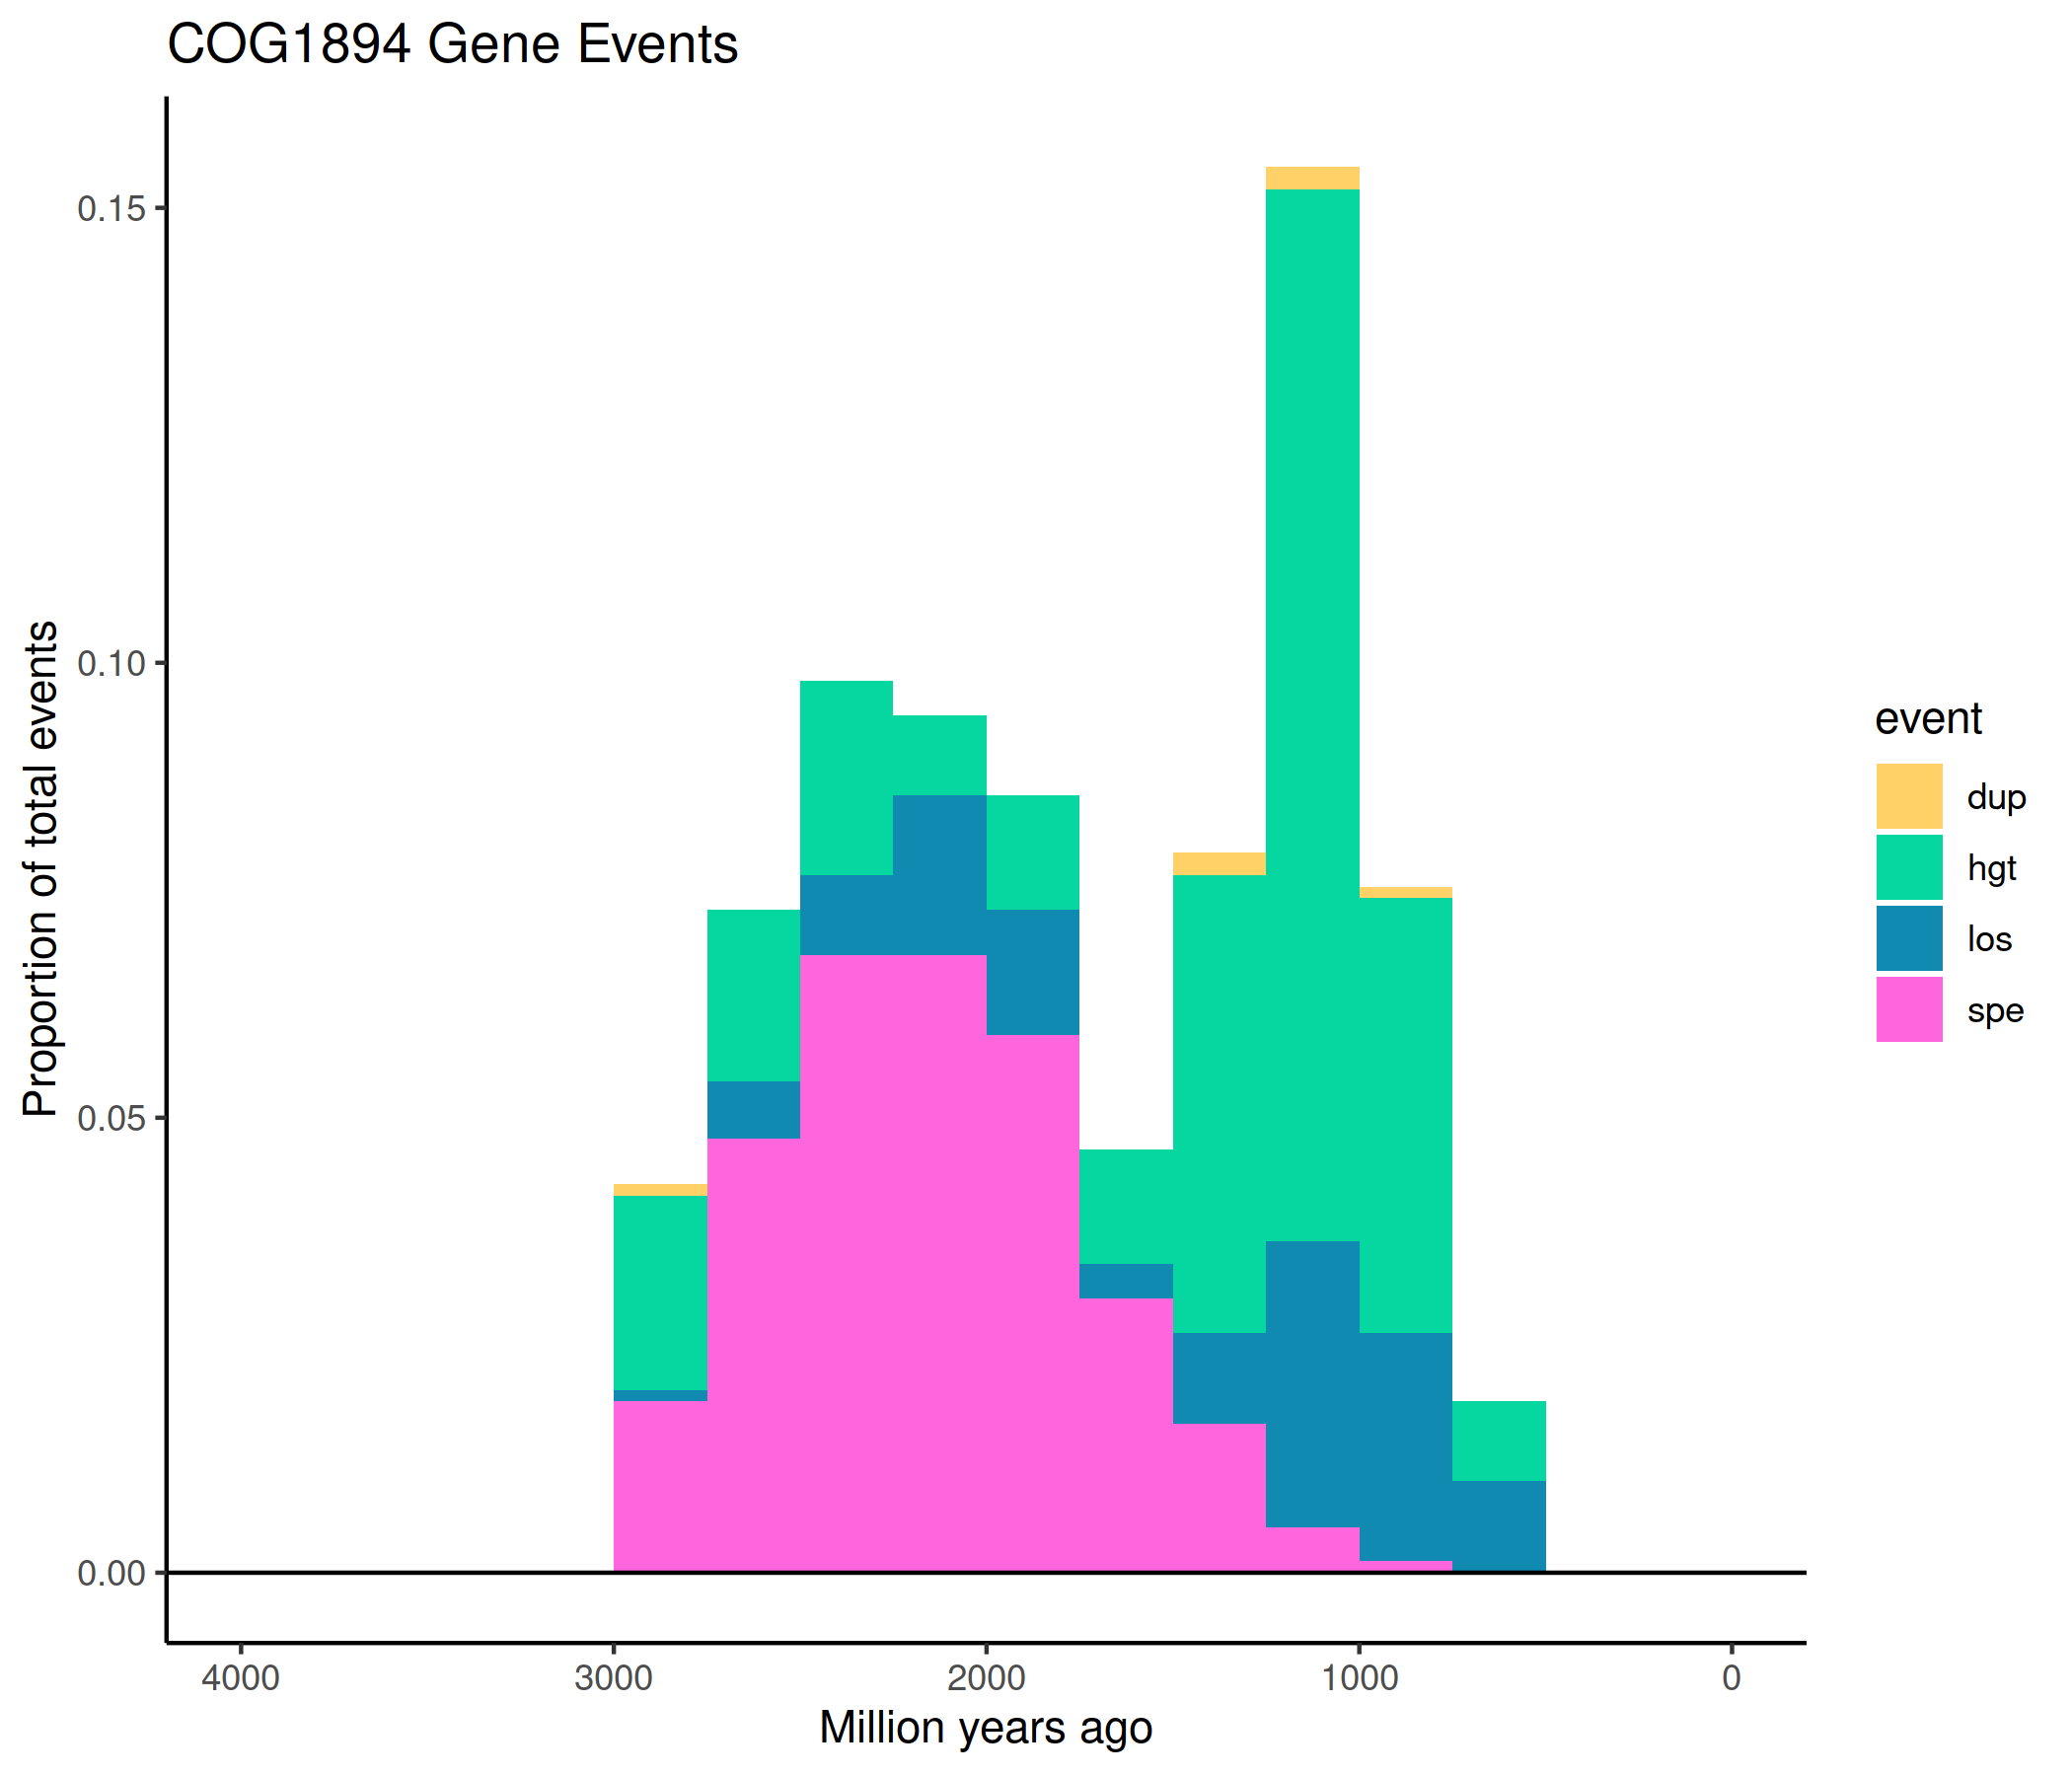 COG1894 Gene Events
Proportion of total events
0.15
0.10
0.05
0.00
4000 3000 2000 1000 0
Million years ago
event
dup
hgt
los
spe